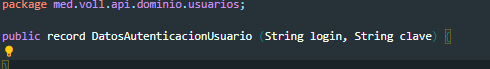 package med.voll.api.dominio.usuarios;
public record DatosAutenticacionUsuario (String login, String clave) {
}